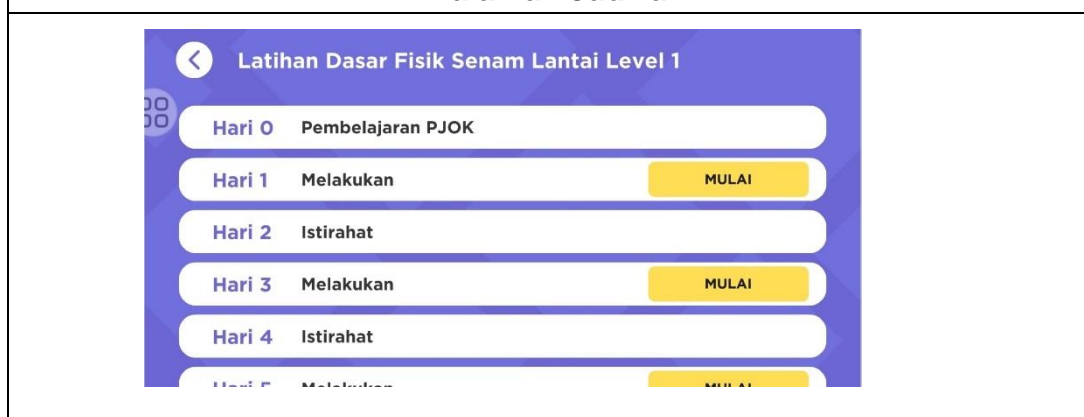 Latihan Dasar Fisik Senam Lantai Level 1
Hari 0 Pembelajaran PJOK
Hari 1 Melakukan MULAI
Hari 2 Istirahat
Hari 3 Melakukan MULAI
Hari 4 Istirahat